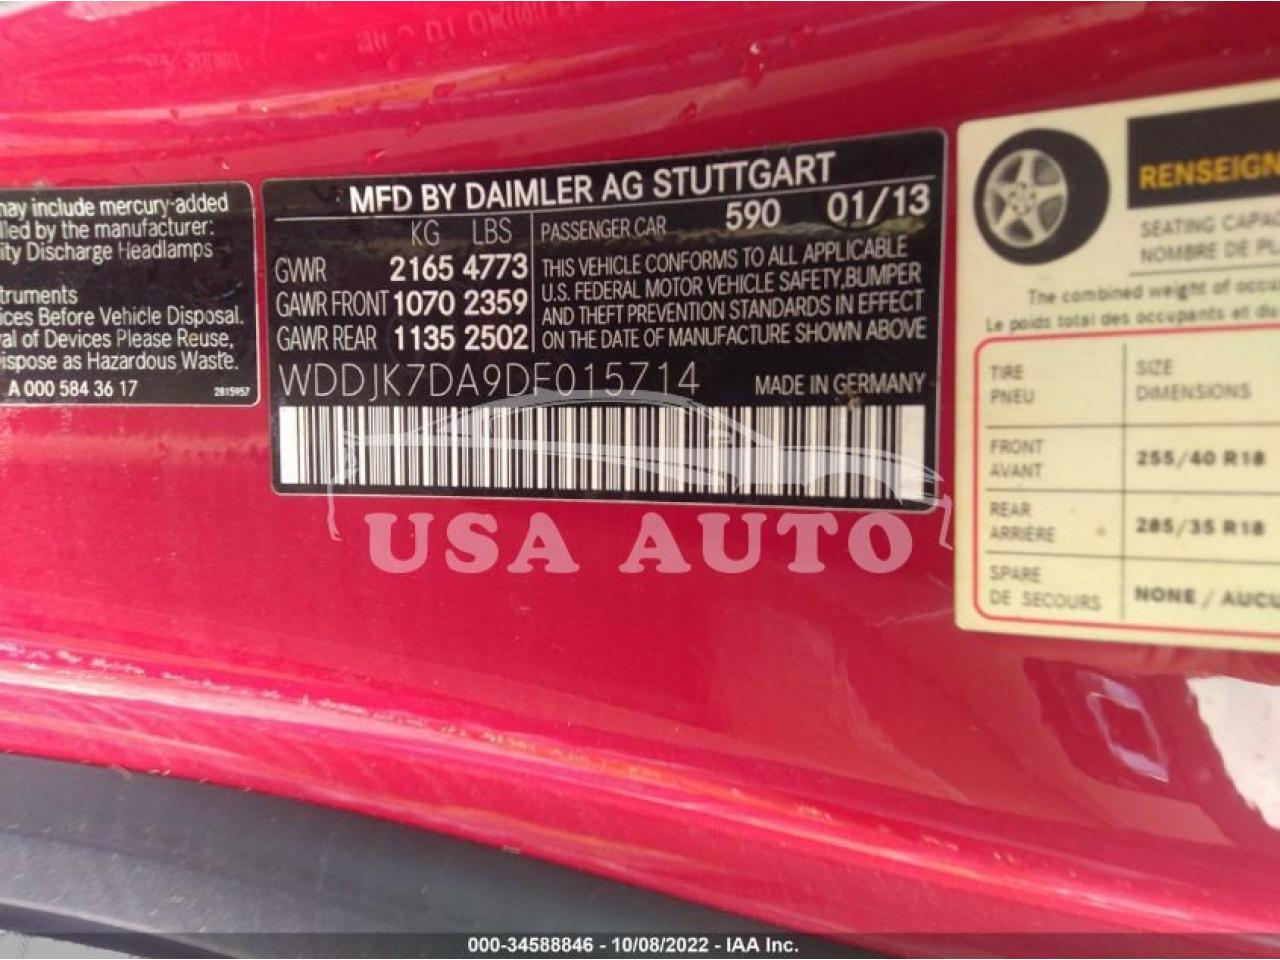 may include mercury-added
lled by the manufacturer:
ity Discharge Headlamps
truments
ices Before Vehicle Disposal.
val of Devices Please Reuse,
ispose as Hazardous Waste.
A 000 584 36 17
2815957
MFD BY DAIMLER AG STUTTGART
KG LBS
GVWR 2165 4773
GAWR FRONT 1070 2359
GAWR REAR 1135 2502
PASSENGER CAR 590 01/13
THIS VEHICLE CONFORMS TO ALL APPLICABLE
U.S. FEDERAL MOTOR VEHICLE SAFETY,BUMPER
AND THEFT PREVENTION STANDARDS IN EFFECT
ON THE DATE OF MANUFACTURE SHOWN ABOVE
WDDJK7DA9DF015714
MADE IN GERMANY
RENSEIGN
SEATING CAPAC
NOMBRE DE PL
The combined weight of occu
Le poids total des occupants et du
TIRE SIZE
PNEU DIMENSIONS
FRONT
AVANT
255/40 R18
REAR
ARRIÈRE
285/35 R18
SPARE
DE SECOURS
NONE / AUCU
USA AUTO
000-34588846 - 10/08/2022 - IAA Inc.